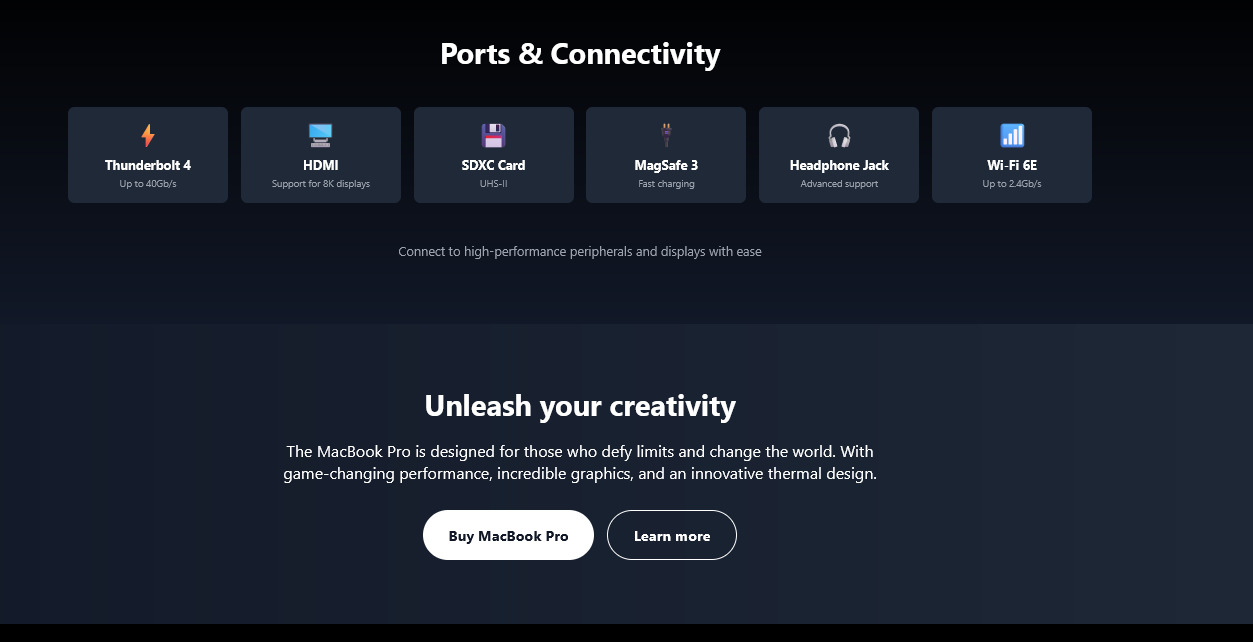 Ports & Connectivity
Thunderbolt 4
Up to 40Gb/s
HDMI
Support for 8K displays
SDXC Card
UHS-II
MagSafe 3
Fast charging
Headphone Jack
Advanced support
Wi-Fi 6E
Up to 2.4Gb/s
Connect to high-performance peripherals and displays with ease
Unleash your creativity
The MacBook Pro is designed for those who defy limits and change the world. With
game-changing performance, incredible graphics, and an innovative thermal design.
Buy MacBook Pro
Learn more